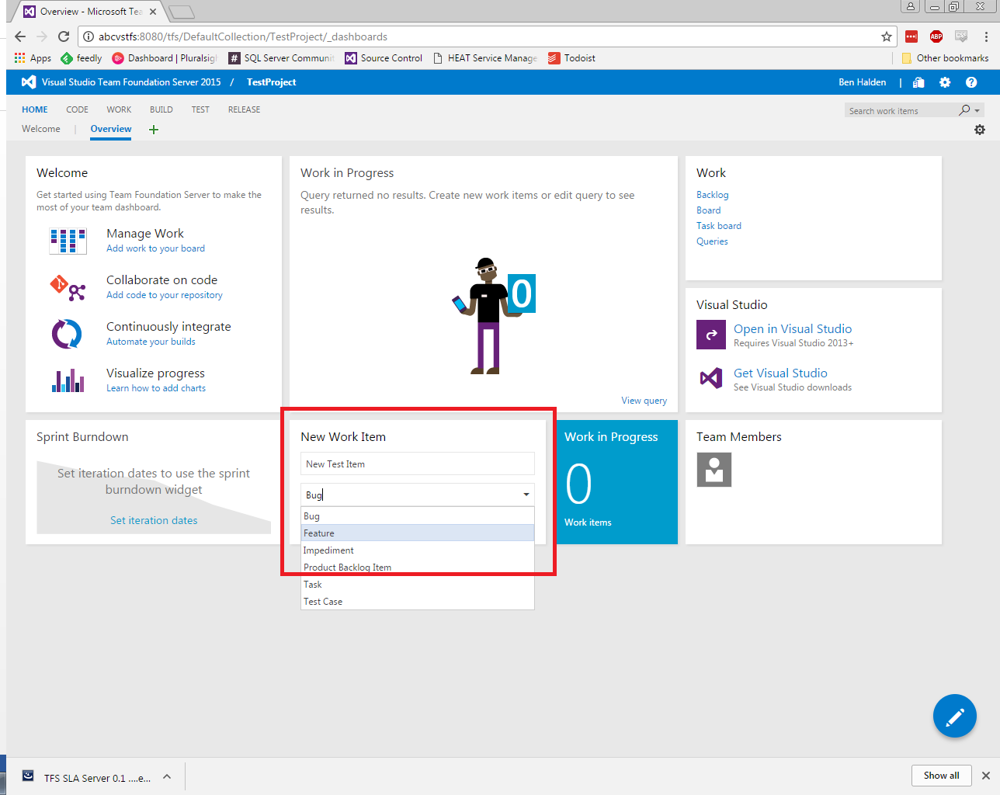 Overview - Microsoft Tea
abcvstfs:8080/tfs/DefaultCollection/TestProject/_dashboards
ABP
CSS
Apps
feedly
Dashboard | Pluralsigh
SQL Server Communit
Source Control
HEAT Service Manage
Todoist
Other bookmarks
Visual Studio Team Foundation Server 2015 / TestProject
Ben Halden |
HOME CODE WORK BUILD TEST RELEASE
Search work items
Welcome | Overview
Welcome
Get started using Team Foundation Server to make the
most of your team dashboard.
Manage Work
Add work to your board
Collaborate on code
Add code to your repository
Continuously integrate
Automate your builds
Visualize progress
Learn how to add charts
Work in Progress
Query returned no results. Create new work items or edit query to see
results.
0
View query
Work
Backlog
Board
Task board
Queries
Visual Studio
Open in Visual Studio
Requires Visual Studio 2013+
Get Visual Studio
See Visual Studio downloads
Sprint Burndown
Set iteration dates to use the sprint
burndown widget
Set iteration dates
New Work Item
New Test Item
Bug
Bug
Feature
Impediment
Product Backlog Item
Task
Test Case
Work in Progress
0
Work items
Team Members
TFS SLA Server 0.1 ....e...
Show all